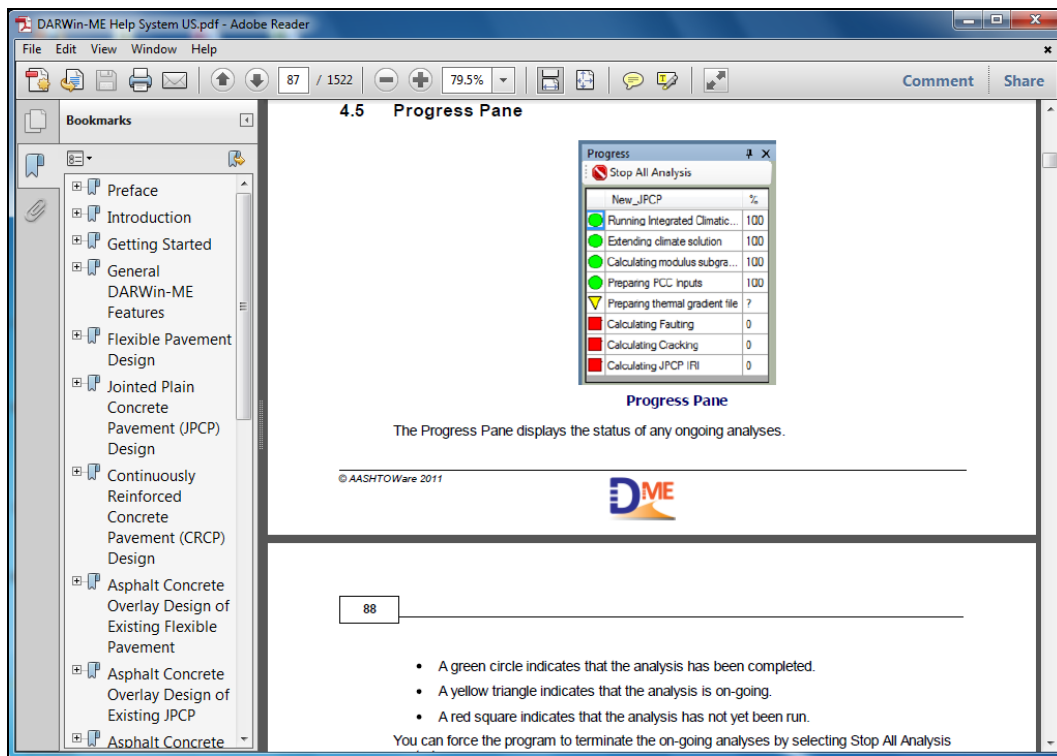 DARWin-ME Help System US.pdf - Adobe Reader
File Edit View Window Help
87 / 1522 79.5% Comment Share
Bookmarks
Preface
Introduction
Getting Started
General
DARWin-ME
Features
Flexible Pavement
Design
Jointed Plain
Concrete
Pavement (JPCP)
Design
Continuously
Reinforced
Concrete
Pavement (CRCP)
Design
Asphalt Concrete
Overlay Design of
Existing Flexible
Pavement
Asphalt Concrete
Overlay Design of
Existing JPCP
Asphalt Concrete
4.5 Progress Pane
Progress
Stop All Analysis
New_JPCP %
Running Integrated Climatic... 100
Extending climate solution 100
Calculating modulus subgra... 100
Preparing PCC Inputs 100
Preparing thermal gradient file ?
Calculating Faulting 0
Calculating Cracking 0
Calculating JPCP IRI 0
Progress Pane
The Progress Pane displays the status of any ongoing analyses.
© AASHTOWare 2011
DME
88
• A green circle indicates that the analysis has been completed.
• A yellow triangle indicates that the analysis is on-going.
• A red square indicates that the analysis has not yet been run.
You can force the program to terminate the on-going analyses by selecting Stop All Analysis